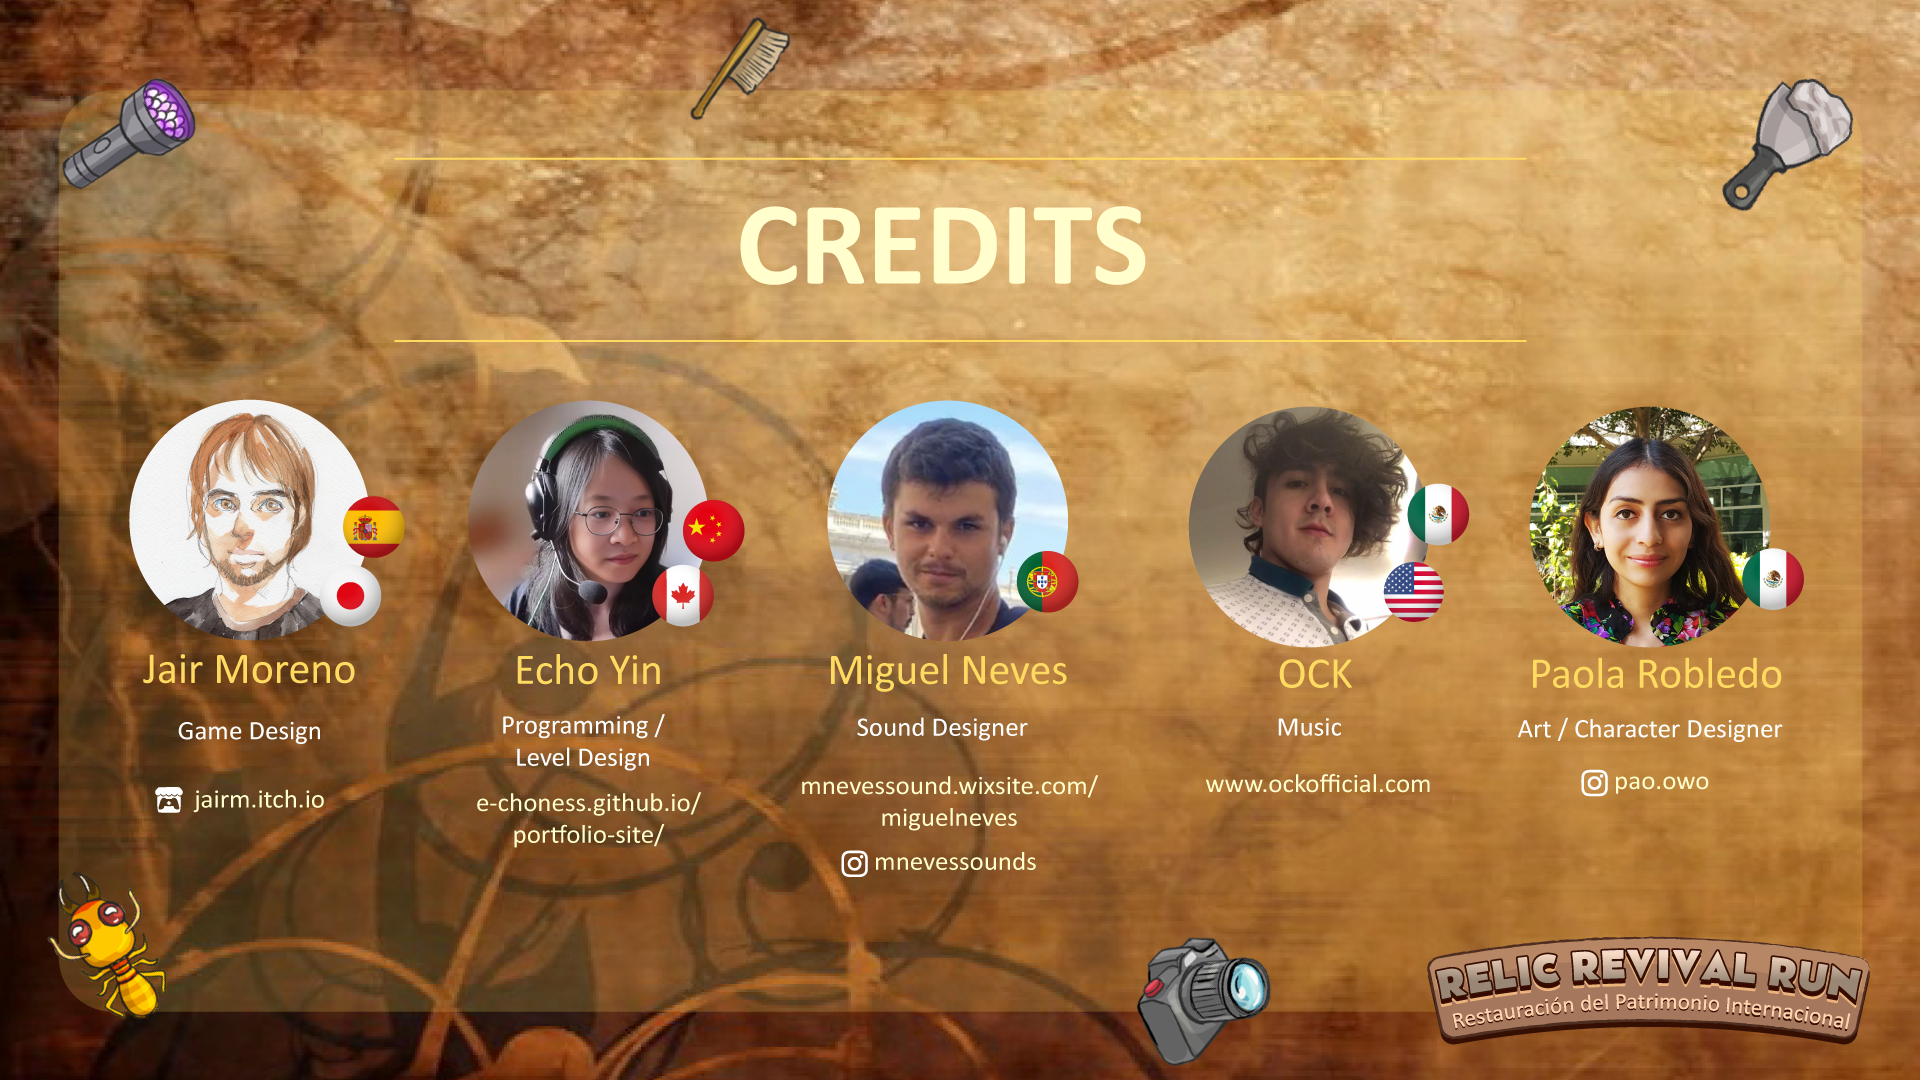 CREDITS
Jair Moreno
Game Design
jairm.itch.io
Echo Yin
Programming /
Level Design
e-choness.github.io/
portfolio-site/
Miguel Neves
Sound Designer
mnevessound.wixsite.com/
miguelneves
mnevessounds
OCK
Music
www.ockofficial.com
Paola Robledo
Art / Character Designer
pao.owo
RELIC REVIVAL RUN
Restauración del Patrimonio Internacional